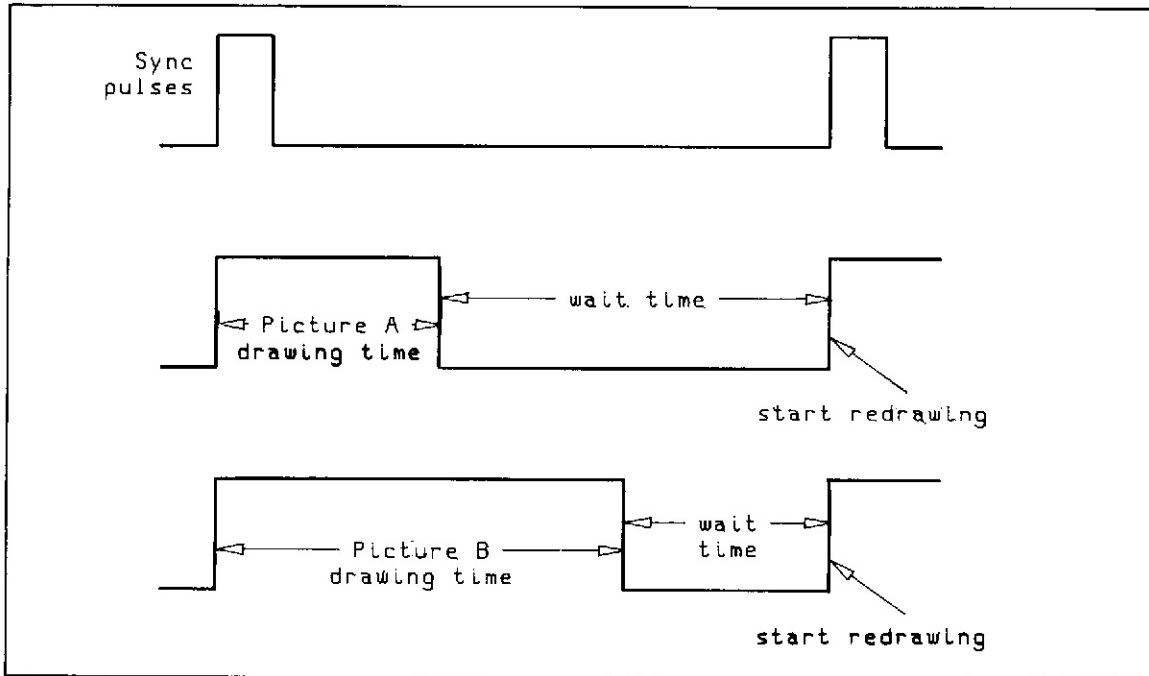 Sync
pulses
wait time
Picture A
drawing time
start redrawing
wait
time
Picture B
drawing time
start redrawing